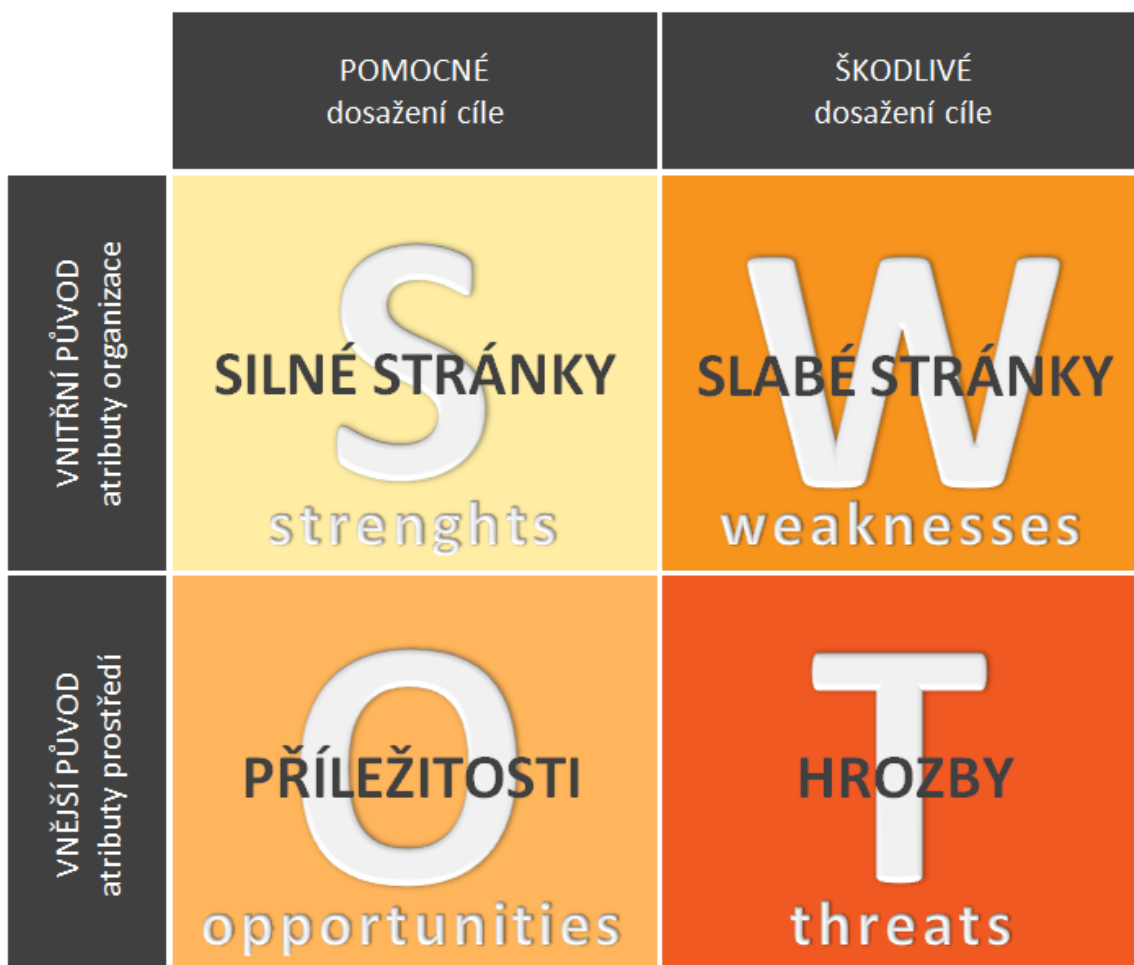 POMOCNÉ
dosažení cíle
ŠKODLIVÉ
dosažení cíle
VNITŘNÍ PŮVOD
atributy organizace
S
SILNÉ STRÁNKY
strenghts
W
SLABÉ STRÁNKY
weaknesses
VNĚJŠÍ PŮVOD
atributy prostředí
O
PŘÍLEŽITOSTI
opportunities
T
HROZBY
threats